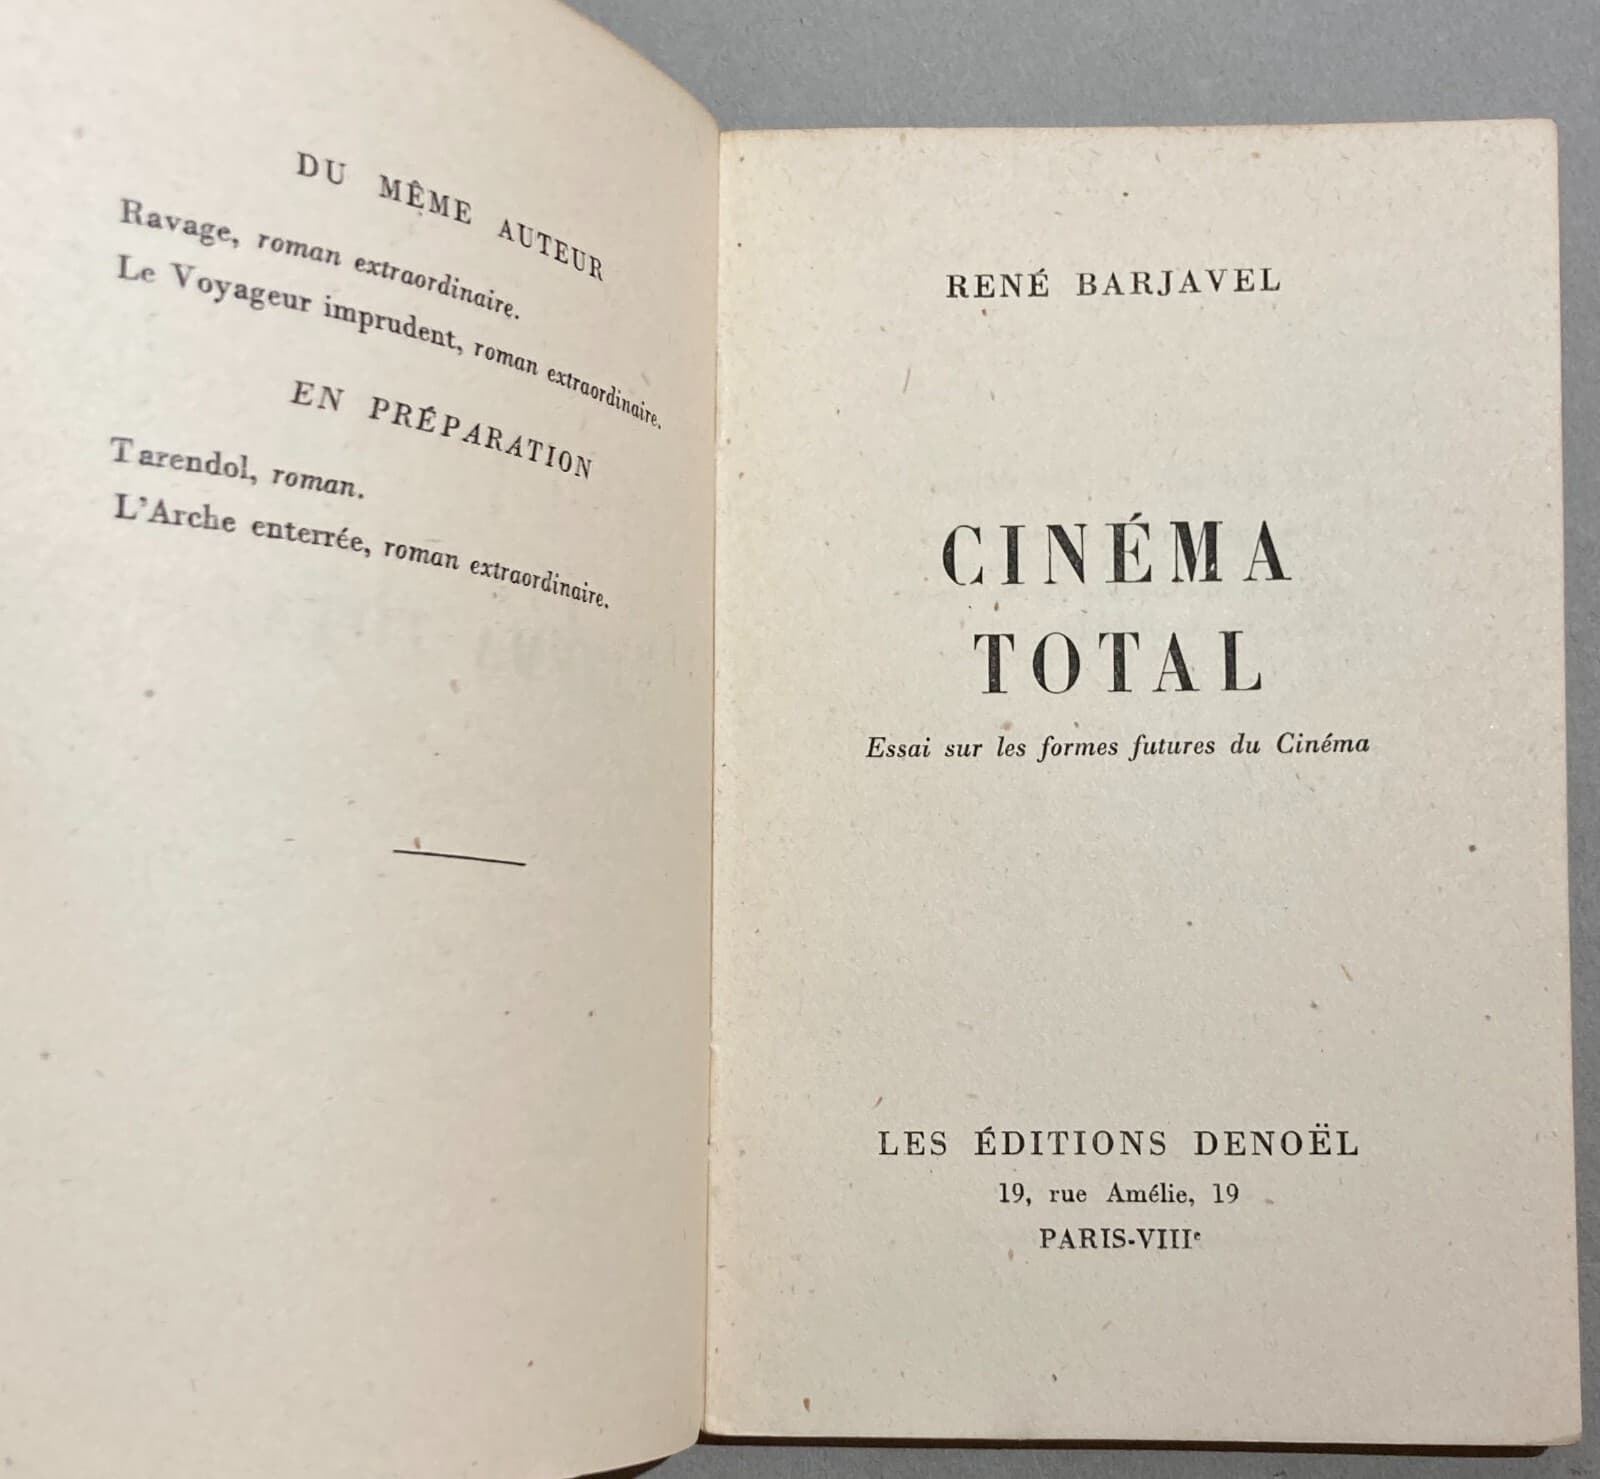 DU MÊME AUTEUR
Ravage, roman extraordinaire.
Le Voyageur imprudent, roman extraordinaire.
EN PRÉPARATION
Tarendol, roman.
L'Arche enterrée, roman extraordinaire.
RENÉ BARJAVEL
CINÉMA
TOTAL
Essai sur les formes futures du Cinéma
LES ÉDITIONS DENOËL
19, rue Amélie, 19
PARIS-VIIIᵉ